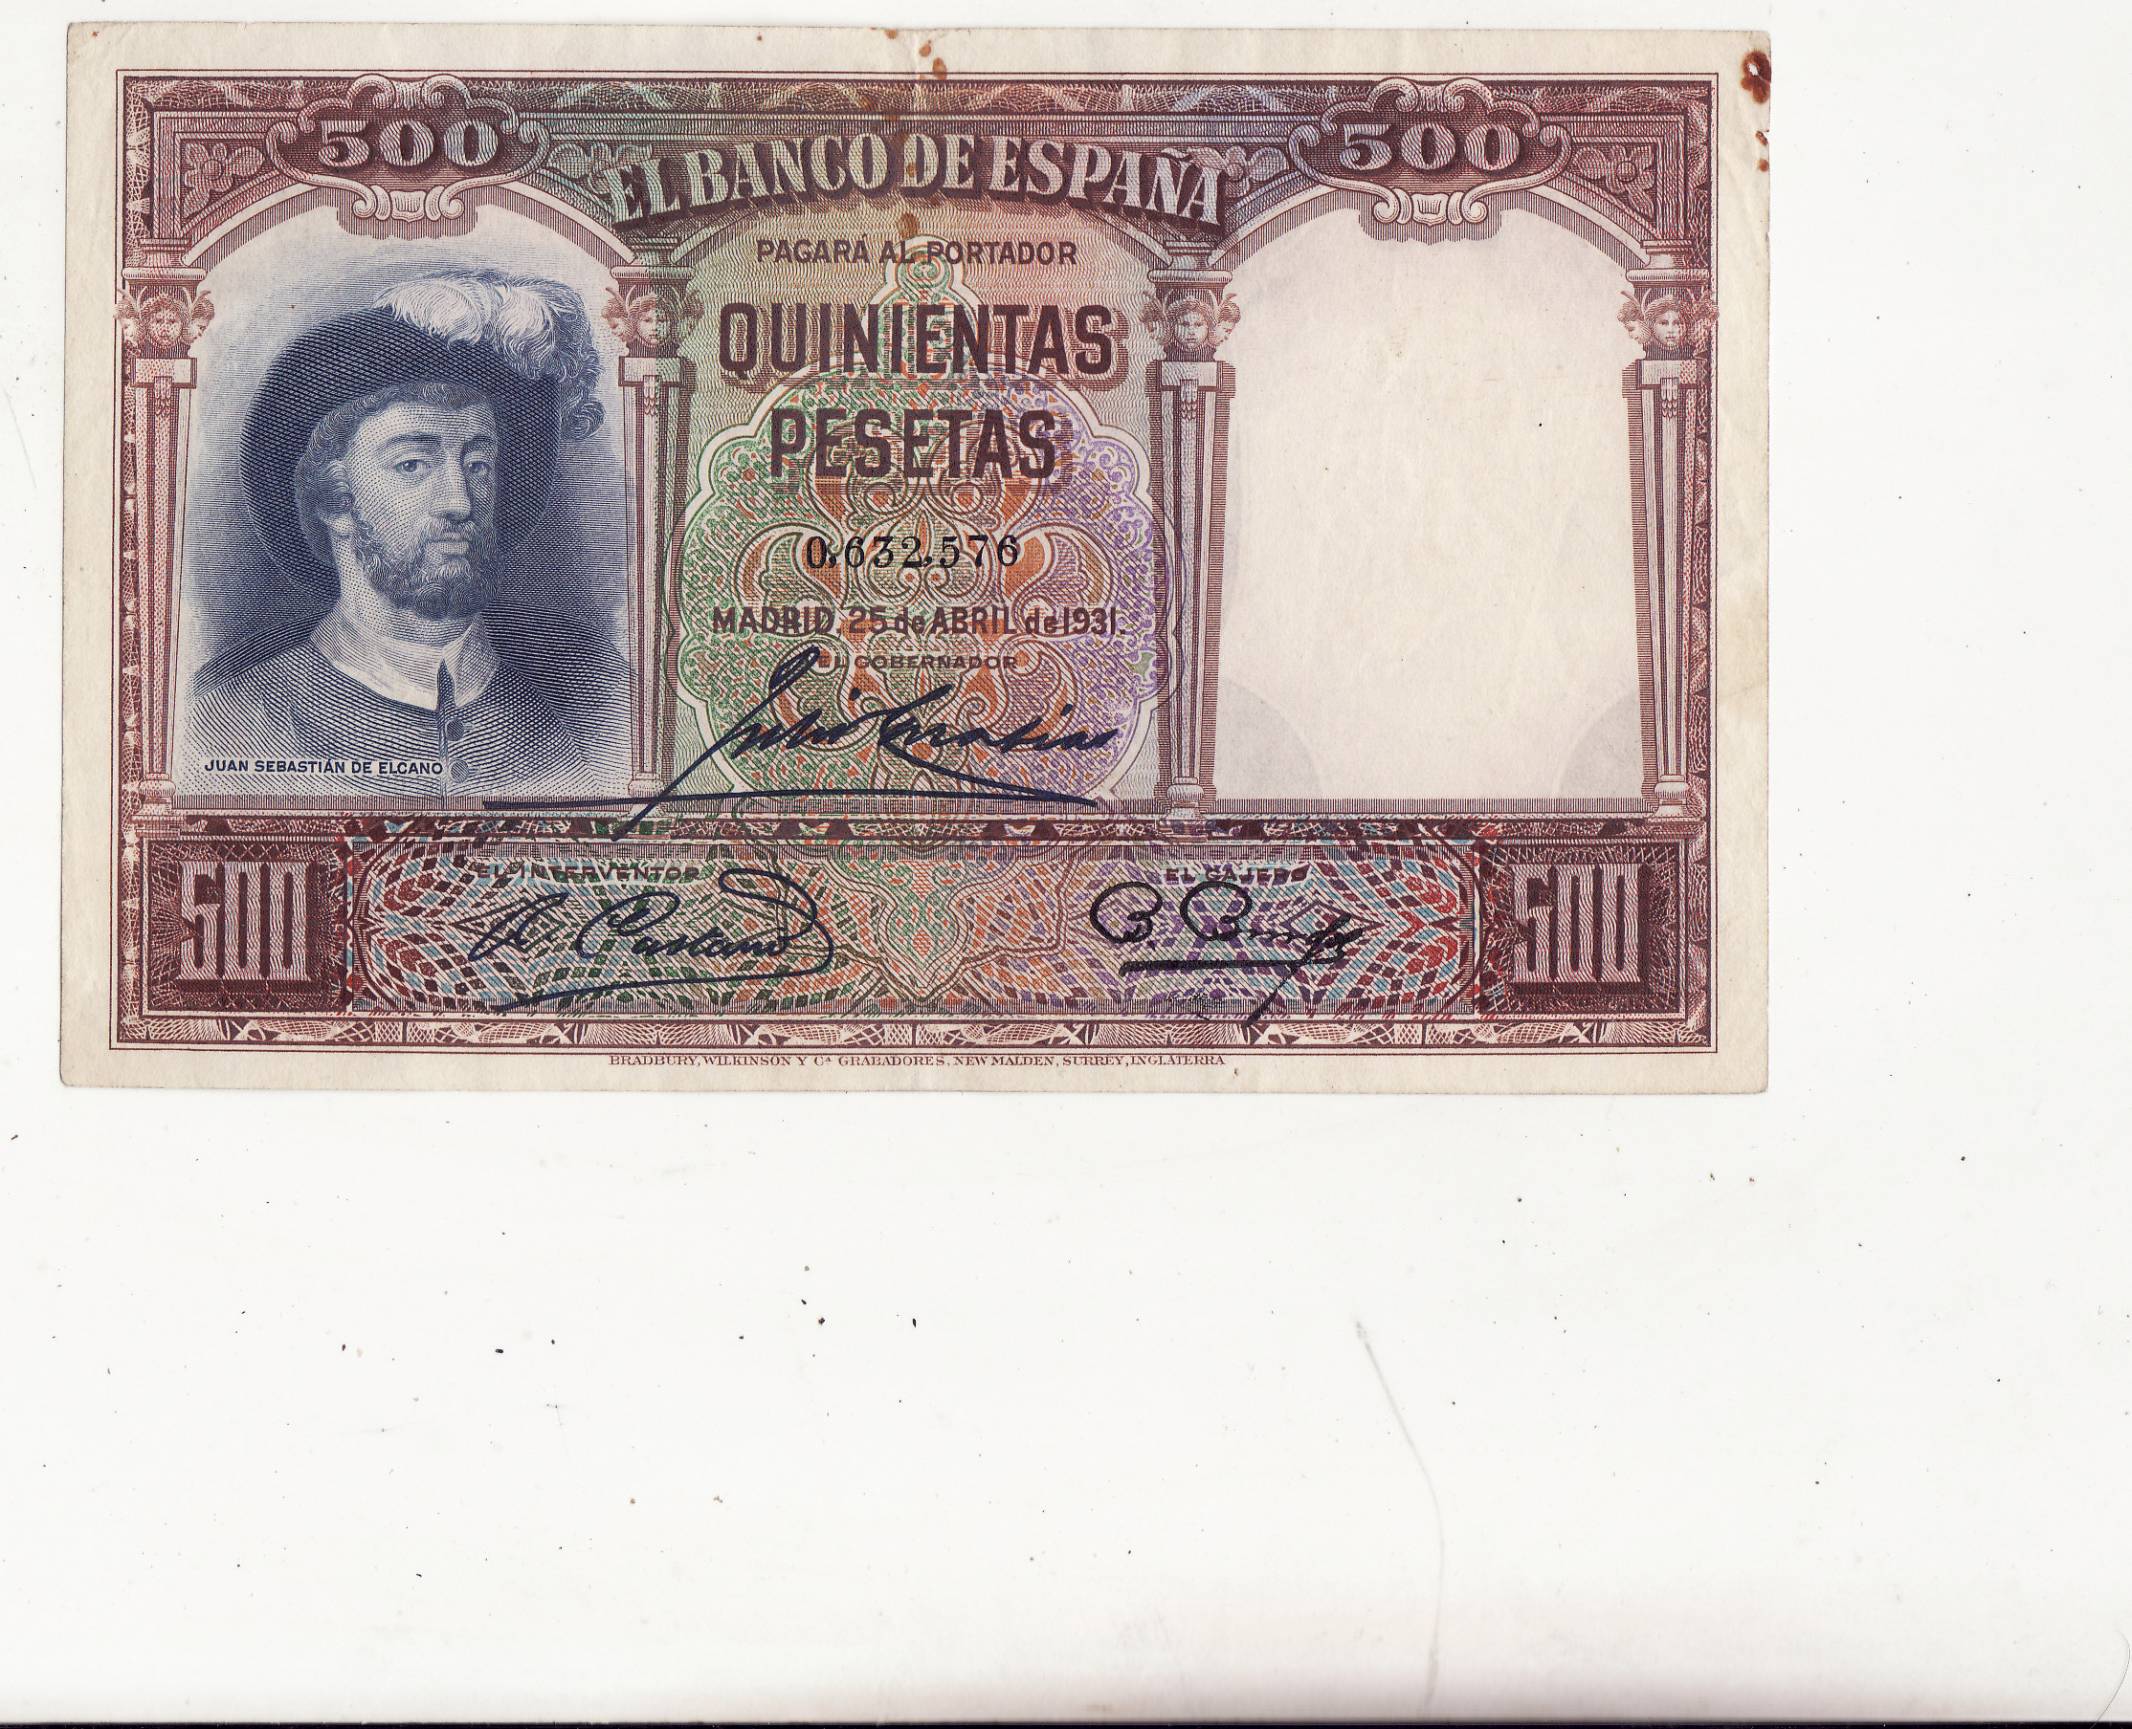 500 500
EL BANCO DE ESPAÑA
PAGARÁ AL PORTADOR
QUINIENTAS
PESETAS
0,632,576
MADRID, 25 de ABRIL de 1931.
EL GOBERNADOR
JUAN SEBASTIÁN DE ELCANO
EL INTERVENTOR EL CAJERO
500 500
BRADBURY, WILKINSON Y Cª GRABADORES, NEW MALDEN, SURREY, INGLATERRA